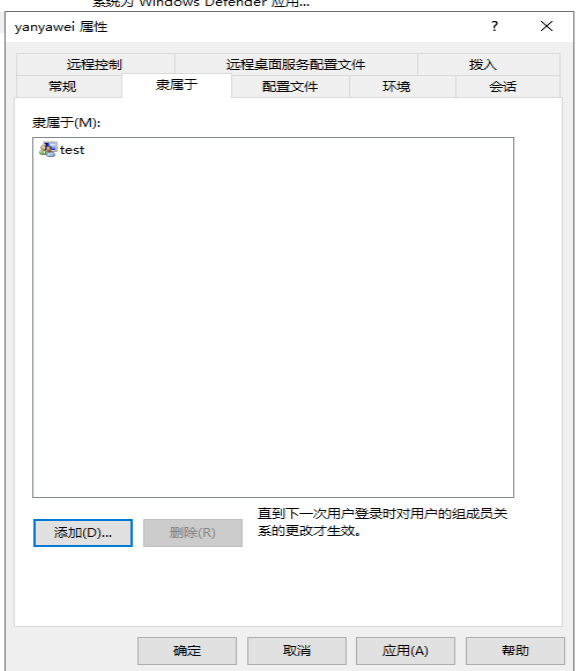 系统为 Windows Defender 应用...
yanyawei 属性
?
远程控制 远程桌面服务配置文件 拨入
常规 隶属于 配置文件 环境 会话
隶属于(M):
test
添加(D)... 删除(R)
直到下一次用户登录时对用户的组成员关
系的更改才生效。
确定 取消 应用(A) 帮助